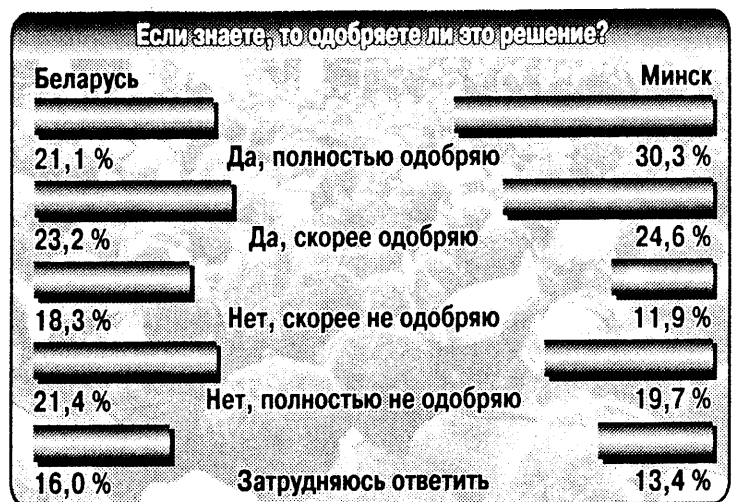 Если знаете, то одобряете ли это решение?
Беларусь Минск
21,1 % Да, полностью одобряю 30,3 %
23,2 % Да, скорее одобряю 24,6 %
18,3 % Нет, скорее не одобряю 11,9 %
21,4 % Нет, полностью не одобряю 19,7 %
16,0 % Затрудняюсь ответить 13,4 %